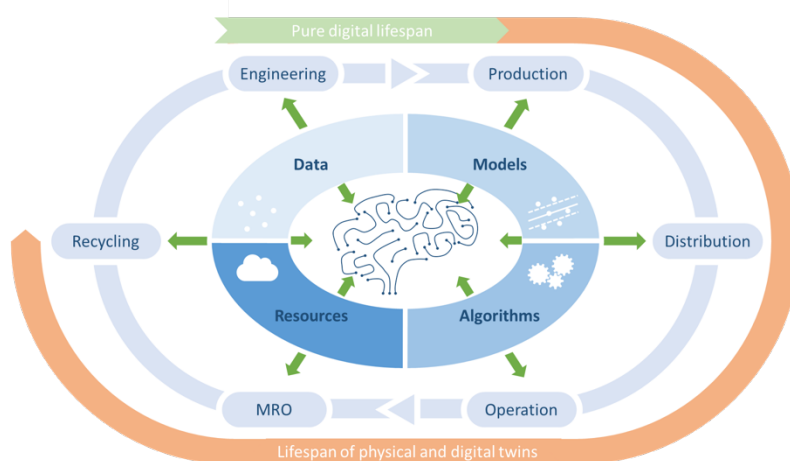 Pure digital lifespan
Engineering
Production
Data
Models
Recycling
Distribution
Resources
Algorithms
MRO
Operation
Lifespan of physical and digital twins